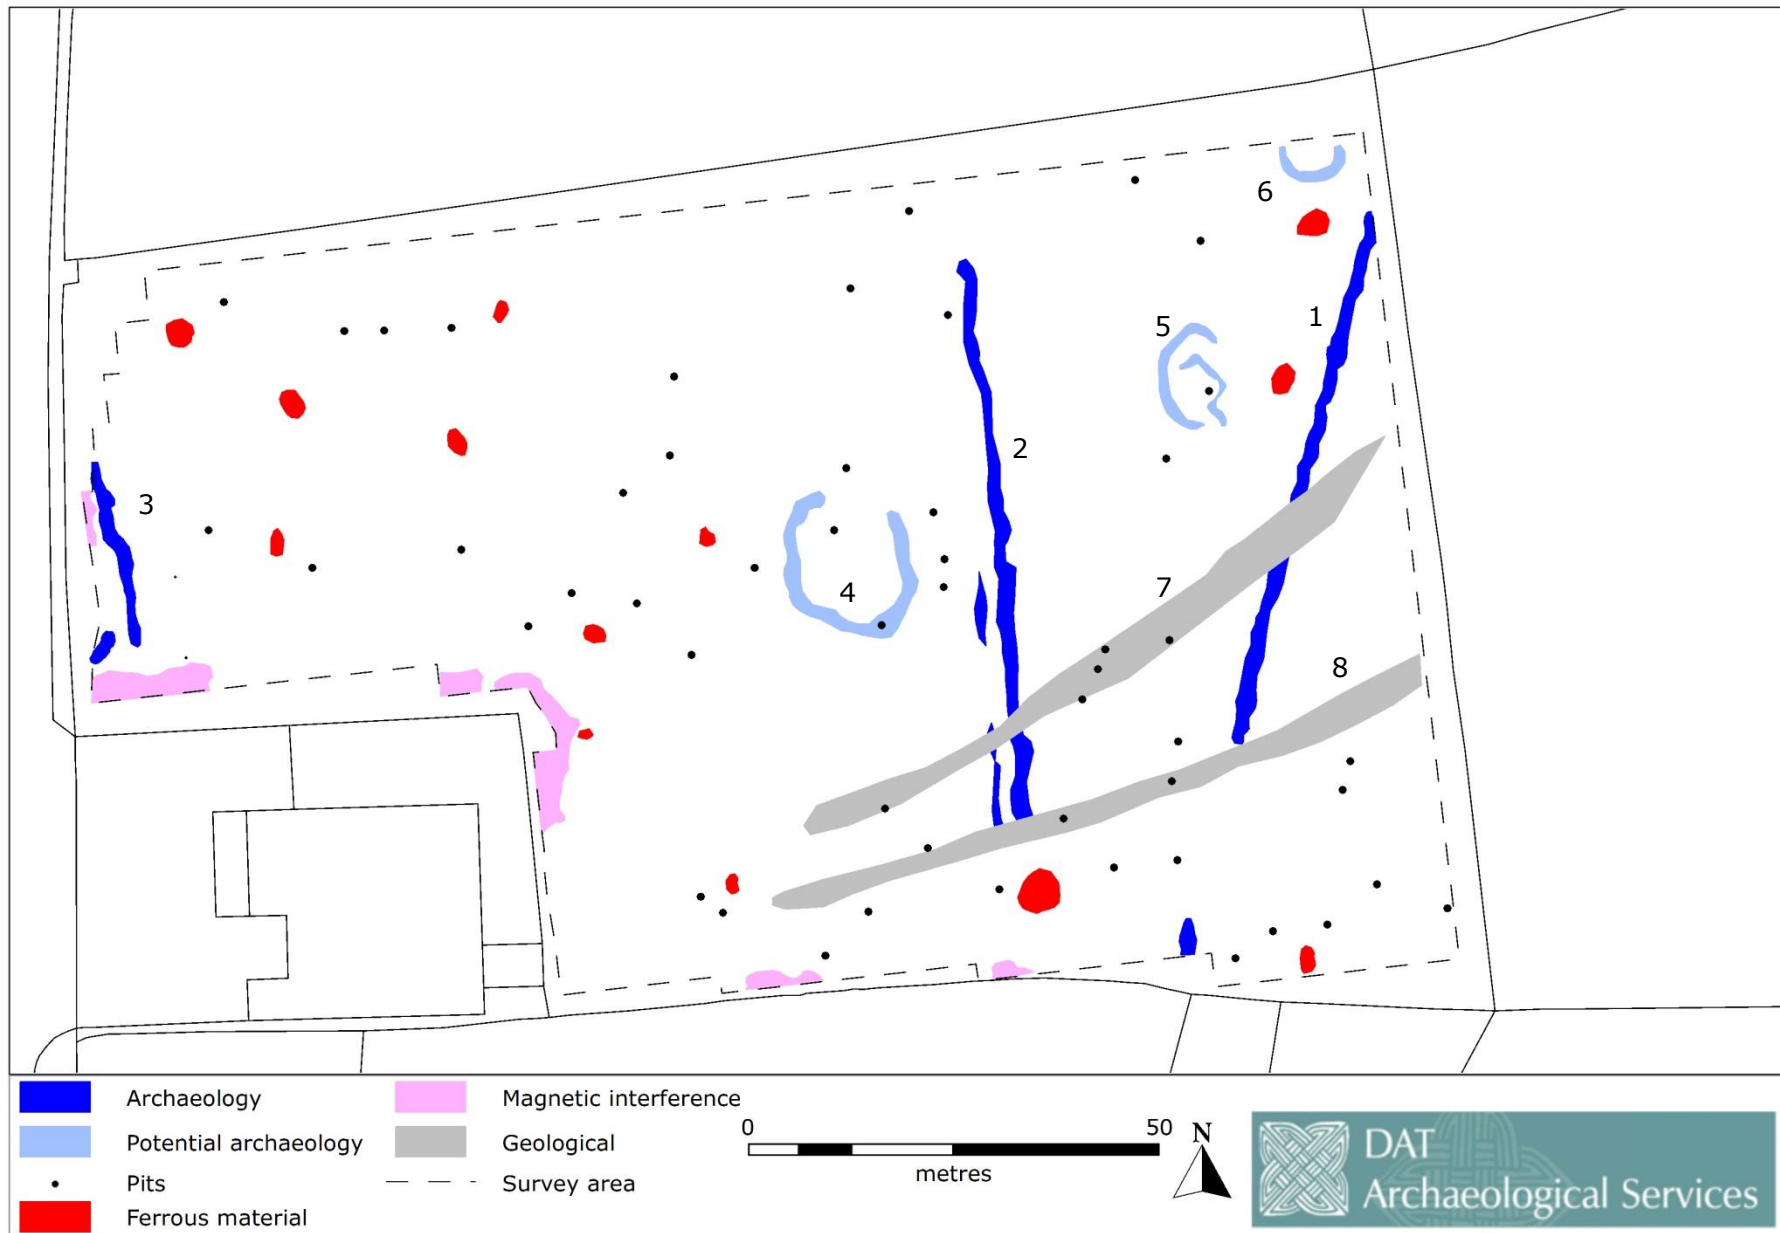 6
5
1
2
3
4
7
8
Archaeology
Potential archaeology
Pits
Ferrous material
Magnetic interference
Geological
Survey area
0 50
metres
N
DAT
Archaeological Services